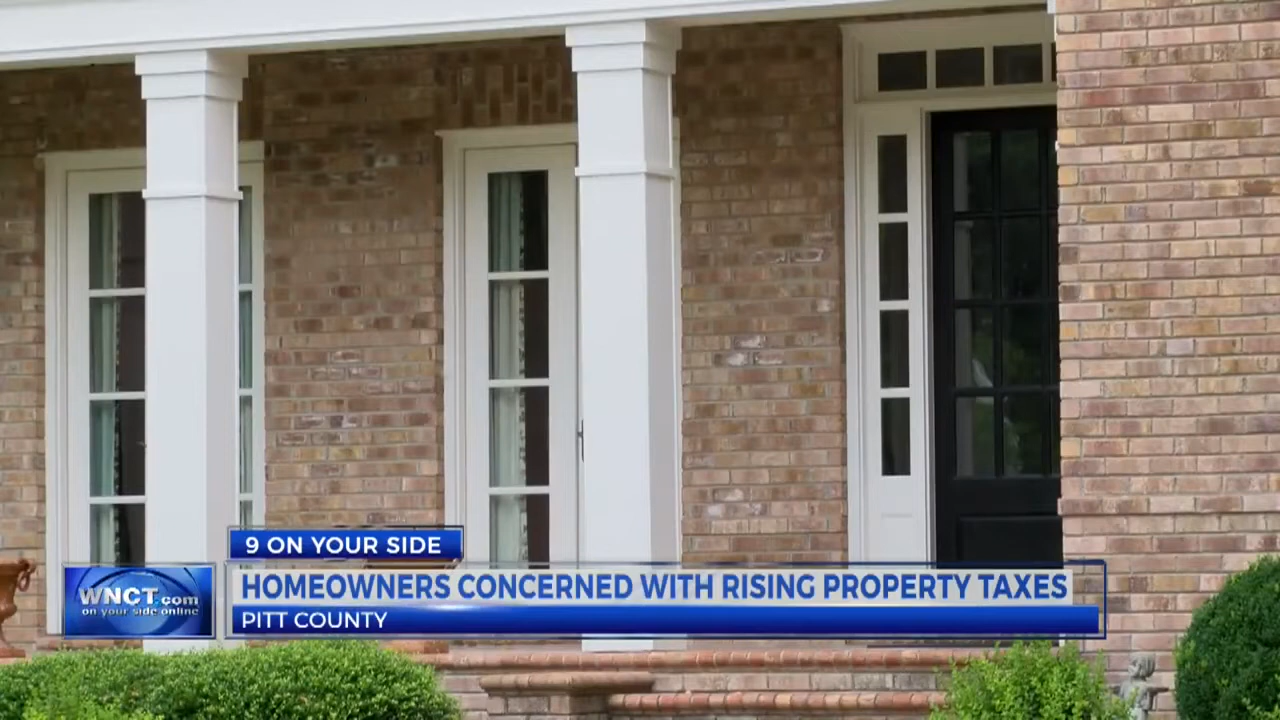 9 ON YOUR SIDE
HOMEOWNERS CONCERNED WITH RISING PROPERTY TAXES
PITT COUNTY
WNCT.com
on your side online